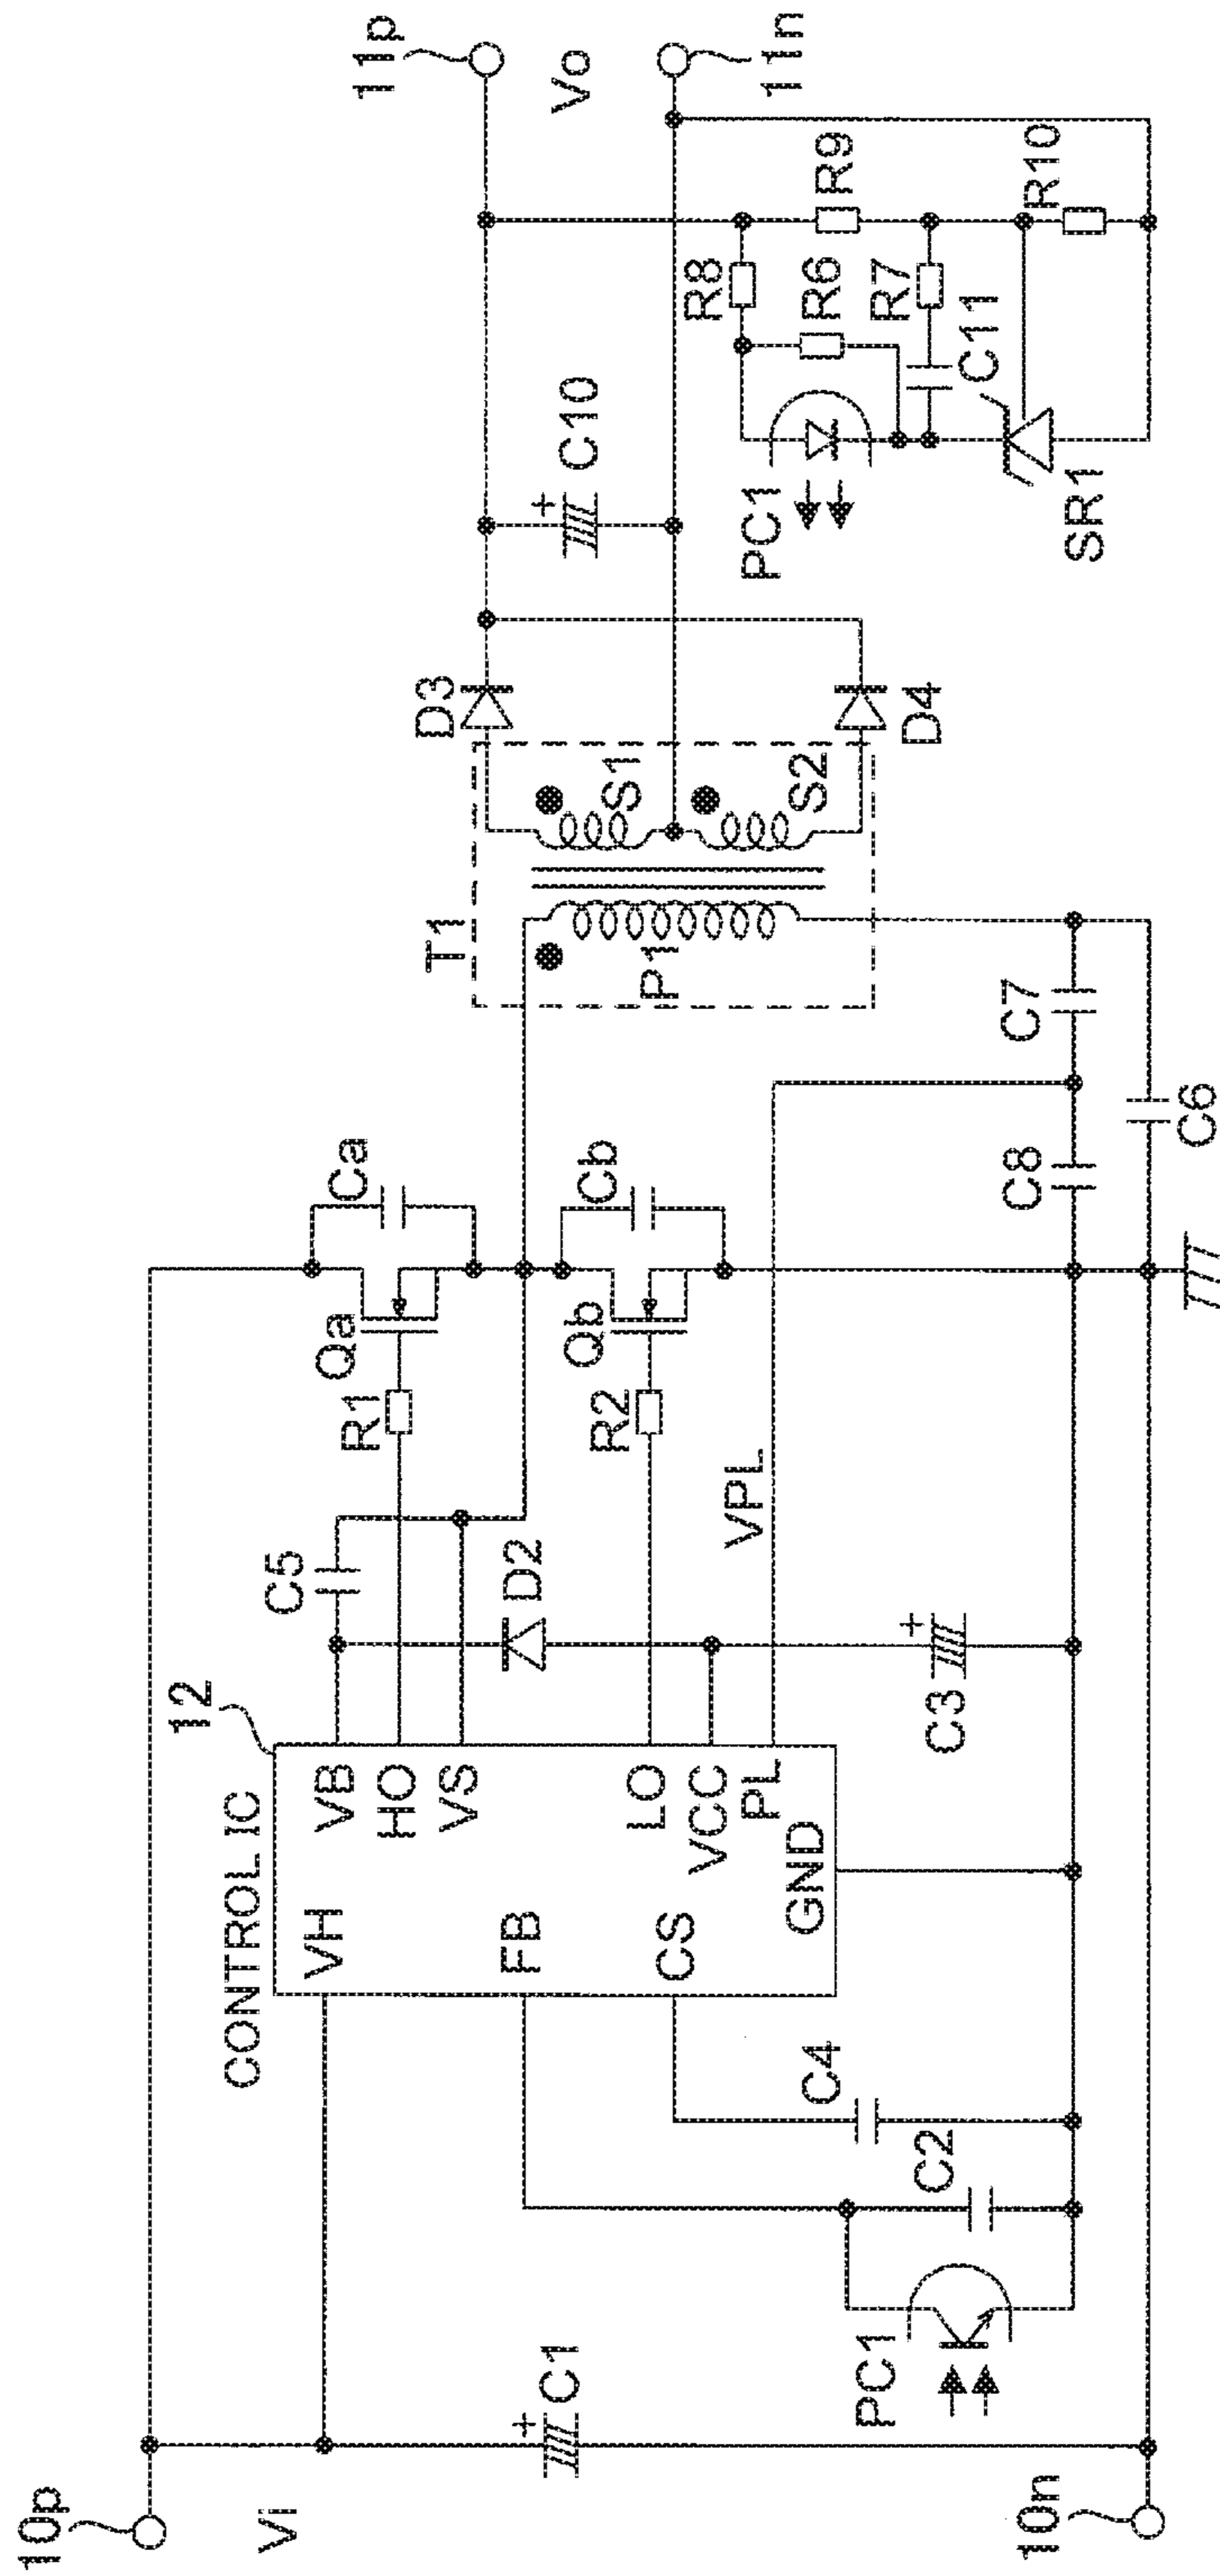 10p
Vi
10n
C1
PC1
C2
C4
CONTROL IC
12
VH
FB
CS
VB
HO
VS
LO
VCC
PL
GND
C5
D2
C3
VPL
R1
R2
Qa
Qb
Ca
Cb
C8
C7
C6
T1
P1
S1
S2
D3
D4
+
C10
PC1
R8
R6
R7
C11
SR1
R9
R10
11p
Vo
11n
+
+